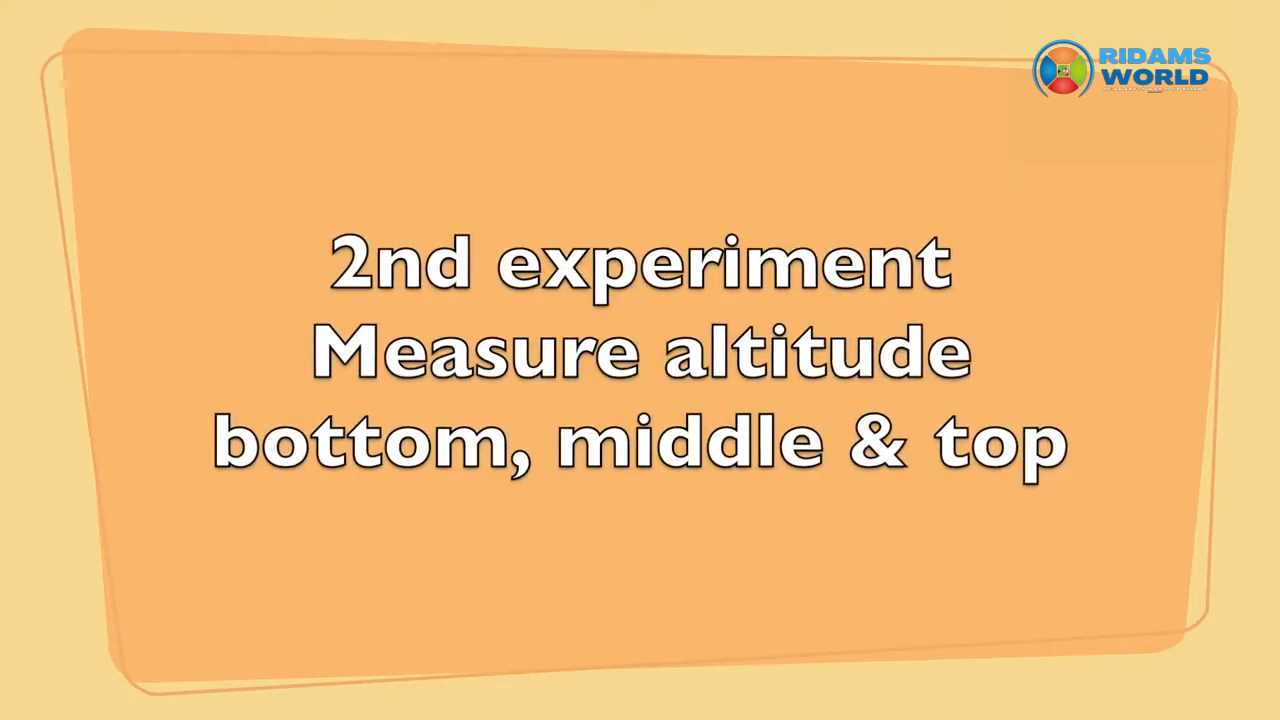 RIDAMS
WORLD
2nd experiment
Measure altitude
bottom, middle & top